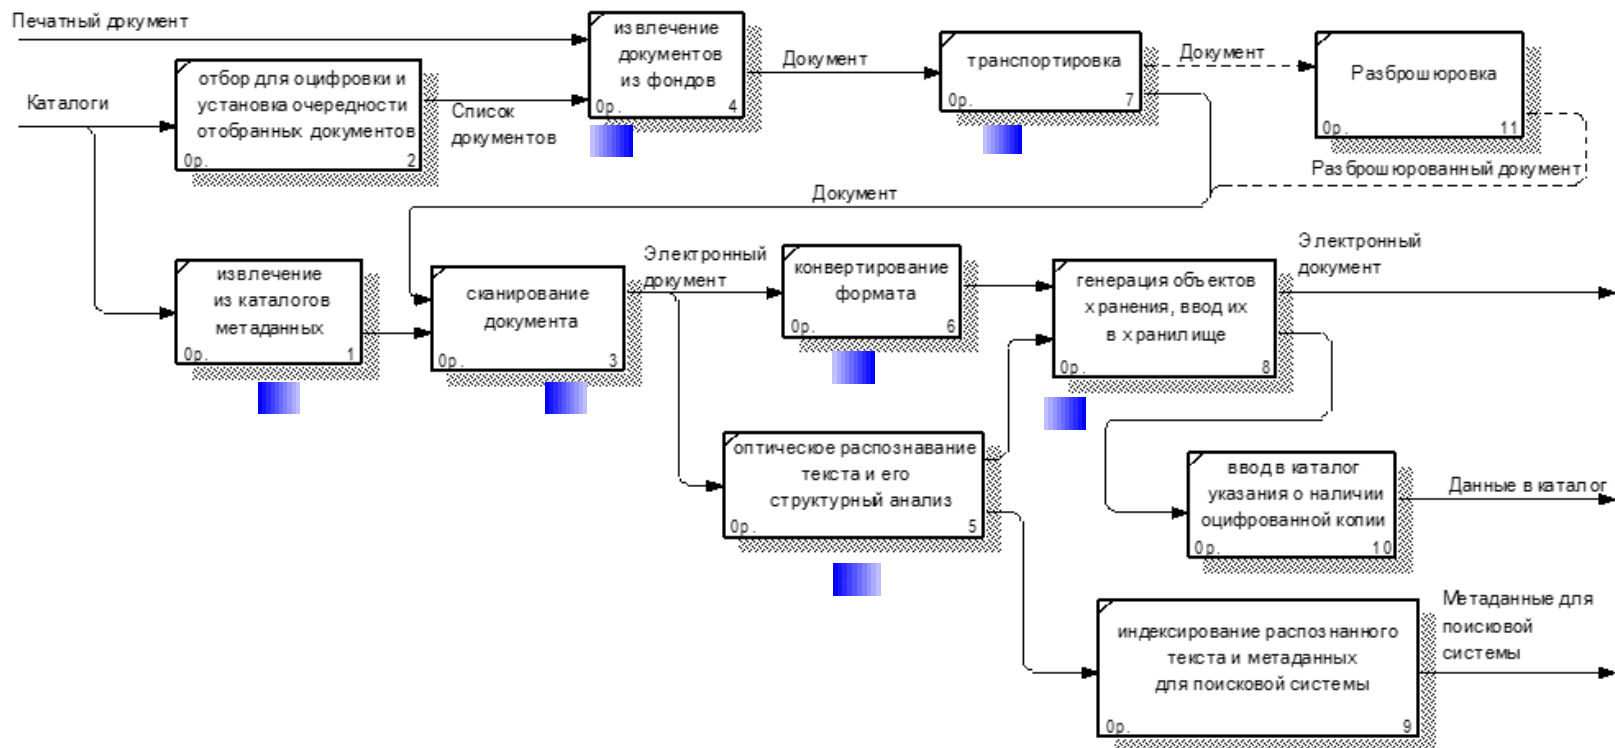 Печатный документ
извлечение
документов
из фондов
0р. 4
Документ
транспортировка
0р. 7
Документ
Разброшюровка
0р. 11
Каталоги
отбор для оцифровки и
установка очередности
отобранных документов
0р. 2
Список
документов
Разброшюрованный документ
Документ
извлечение
из каталогов
метаданных
0р. 1
сканирование
документа
0р. 3
Электронный
документ
конвертирование
формата
0р. 6
генерация объектов
хранения, ввод их
в хранилище
0р. 8
Электронный
документ
оптическое распознавание
текста и его
структурный анализ
0р. 5
ввод в каталог
указания о наличии
оцифрованной копии
0р. 10
Данные в каталог
индексирование распознанного
текста и метаданных
для поисковой системы
0р. 9
Метаданные для
поисковой
системы